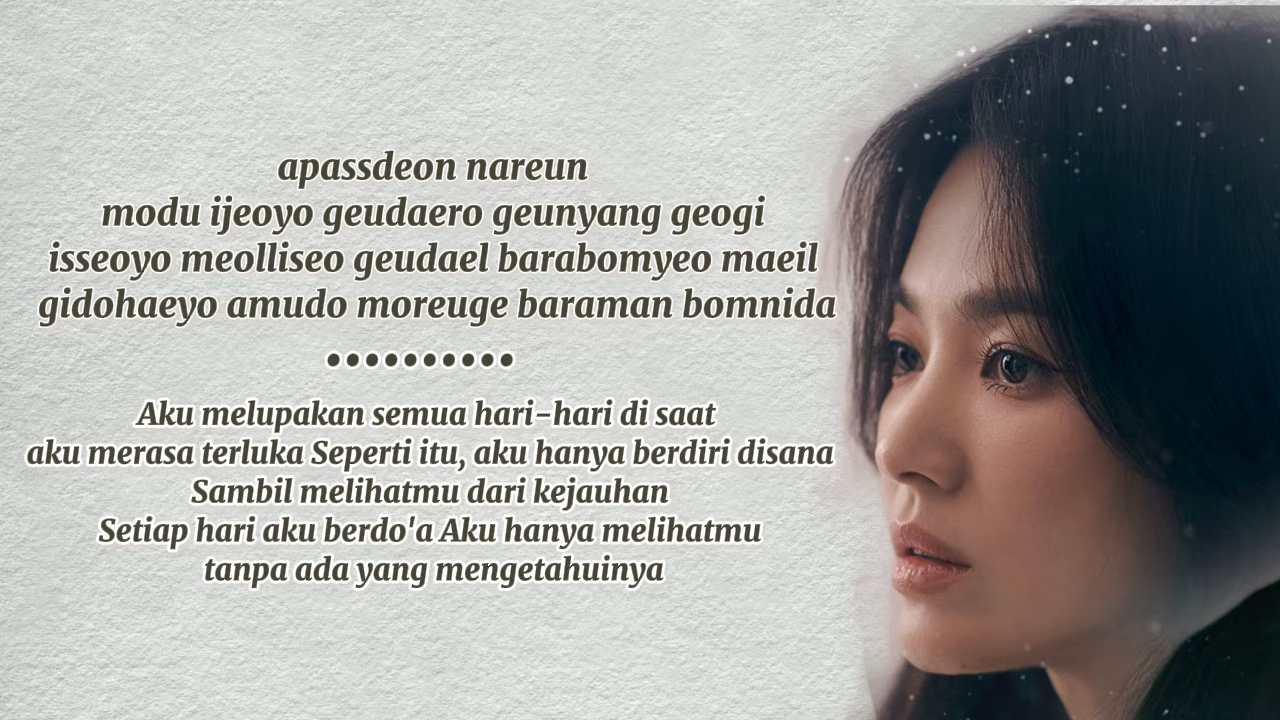 apassdeon nareun
modu ijeoyo geudaero geunyang geogi
isseoyo meolliseo geudael barabomyeo maeil
gidohaeyo amudo moreuge baraman bomnida
••••••••••
Aku melupakan semua hari-hari di saat
aku merasa terluka Seperti itu, aku hanya berdiri disana
Sambil melihatmu dari kejauhan
Setiap hari aku berdo'a Aku hanya melihatmu
tanpa ada yang mengetahuinya